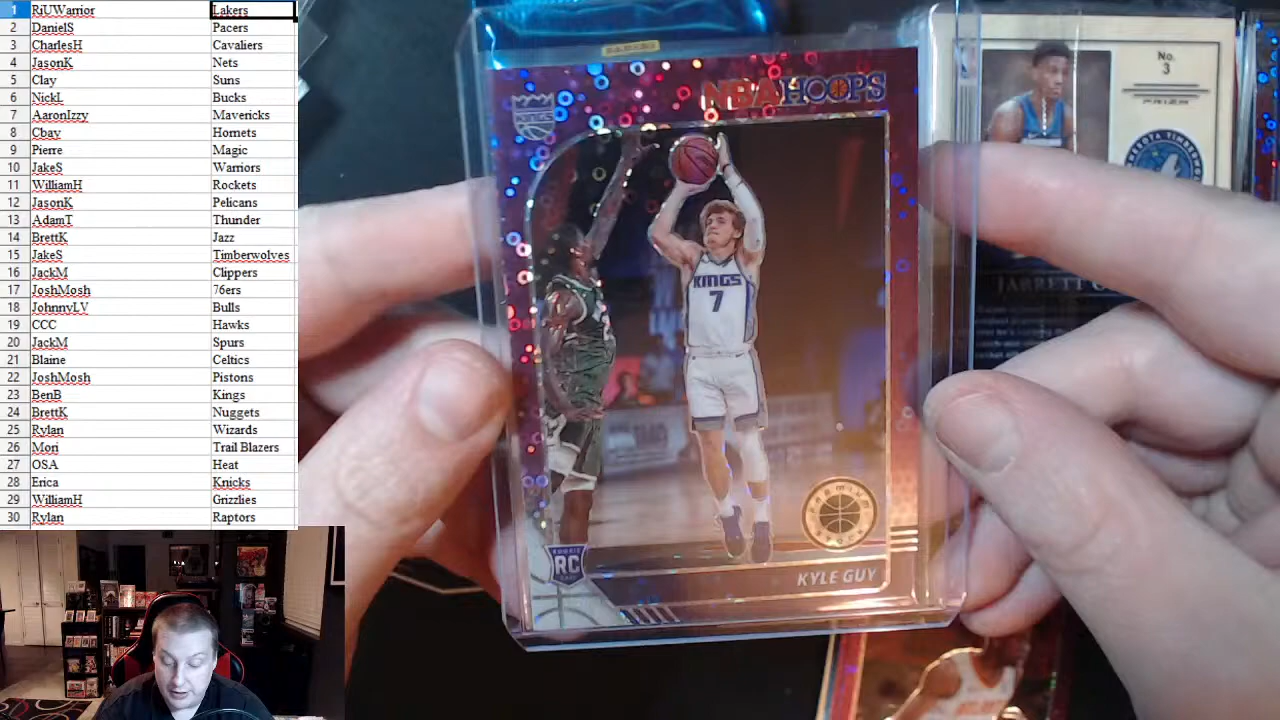 1 RiUWarrior Lakers
2 DanielS Pacers
3 CharlesH Cavaliers
4 JasonK Nets
5 Clay Suns
6 NickL Bucks
7 AaronIzzy Mavericks
8 Cbay Hornets
9 Pierre Magic
10 JakeS Warriors
11 WilliamH Rockets
12 JasonK Pelicans
13 AdamT Thunder
14 BrettK Jazz
15 JakeS Timberwolves
16 JackM Clippers
17 JoshMosh 76ers
18 JohnnyLV Bulls
19 CCC Hawks
20 JackM Spurs
21 Blaine Celtics
22 JoshMosh Pistons
23 BenB Kings
24 BrettK Nuggets
25 Rylan Wizards
26 Mori Trail Blazers
27 OSA Heat
28 Erica Knicks
29 WilliamH Grizzlies
30 Rylan Raptors
PANINI
NBA HOOPS
KINGS
7
ROOKIE
RC
KYLE GUY
No.
3
JARRETT